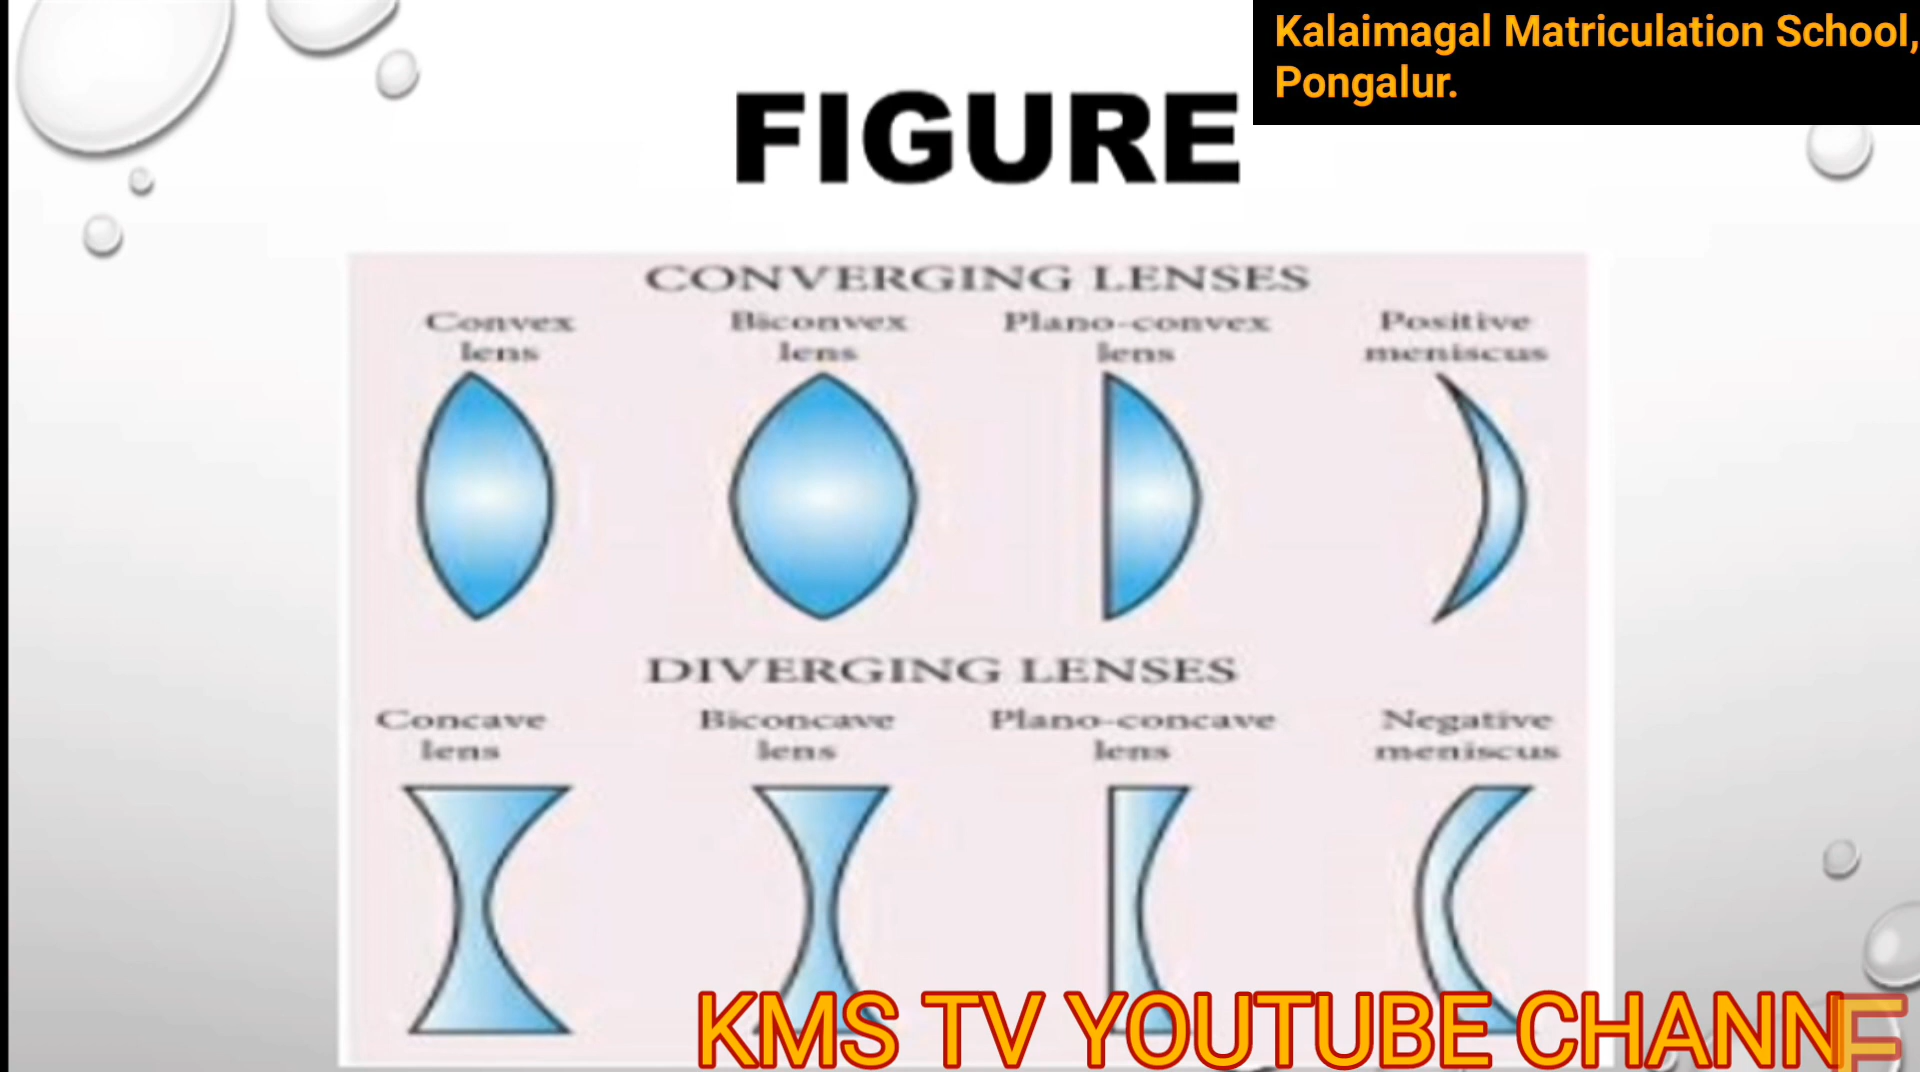 Kalaimagal Matriculation School,
Pongalur.
FIGURE
CONVERGING LENSES
Convex
lens
Biconvex
lens
Plano-convex
lens
Positive
meniscus
DIVERGING LENSES
Concave
lens
Biconcave
lens
Plano-concave
lens
Negative
meniscus
KMS TV YOUTUBE CHANNE